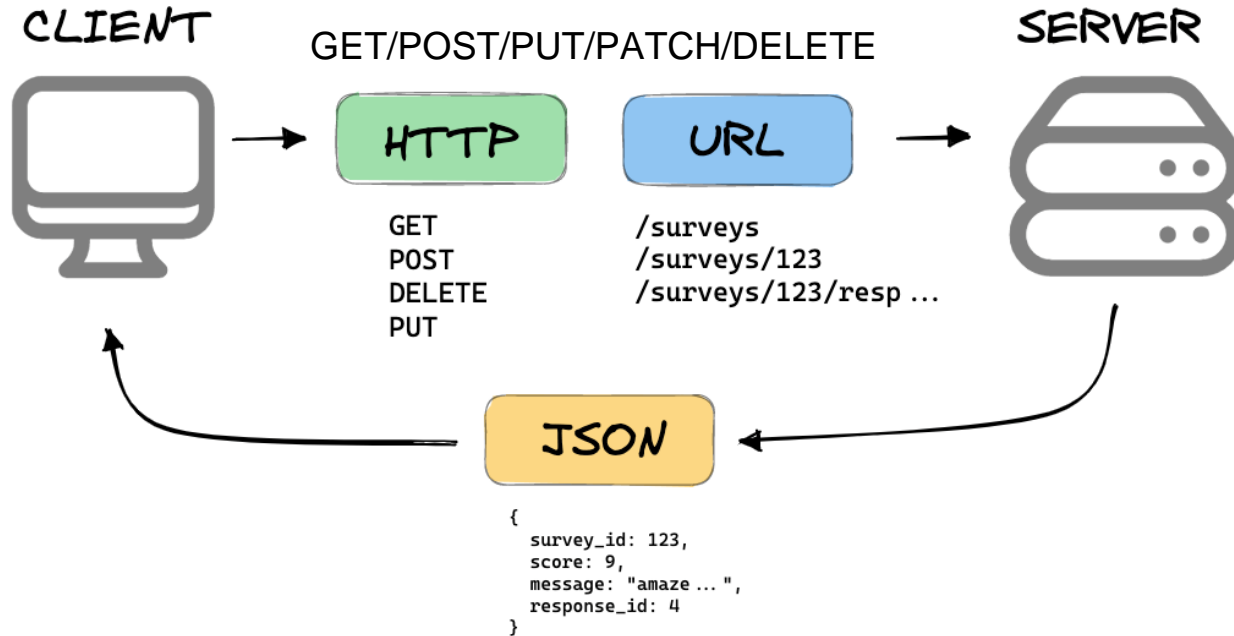 CLIENT
GET/POST/PUT/PATCH/DELETE
SERVER
HTTP
URL
GET
POST
DELETE
PUT
/surveys
/surveys/123
/surveys/123/resp...
JSON
{
survey_id: 123,
score: 9,
message: "amaze...",
response_id: 4
}